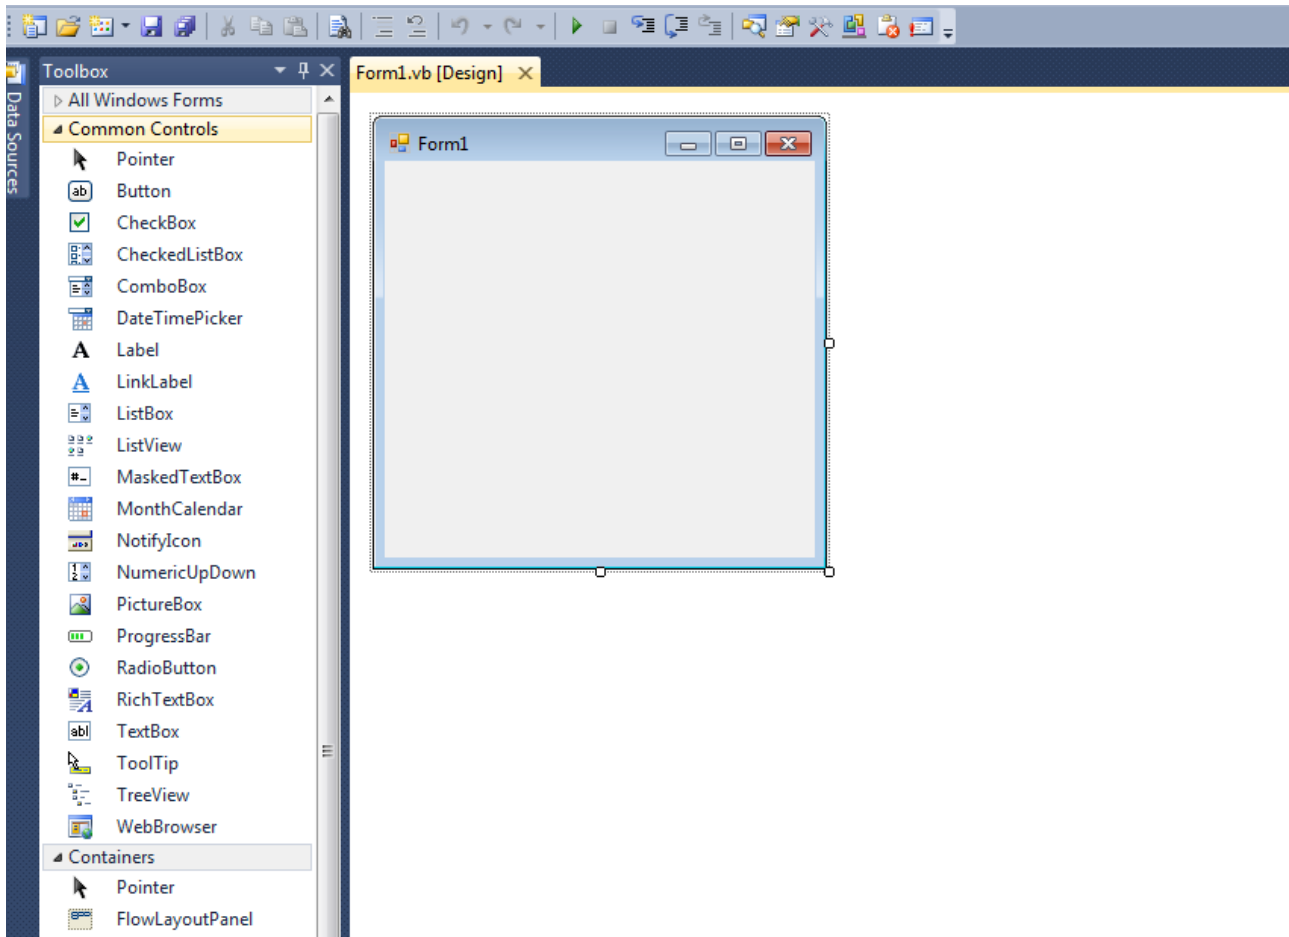 Data Sources
Toolbox
All Windows Forms
Common Controls
Pointer
Button
CheckBox
CheckedListBox
ComboBox
DateTimePicker
Label
LinkLabel
ListBox
ListView
MaskedTextBox
MonthCalendar
NotifyIcon
NumericUpDown
PictureBox
ProgressBar
RadioButton
RichTextBox
TextBox
ToolTip
TreeView
WebBrowser
Containers
Pointer
FlowLayoutPanel
Form1.vb [Design]
Form1